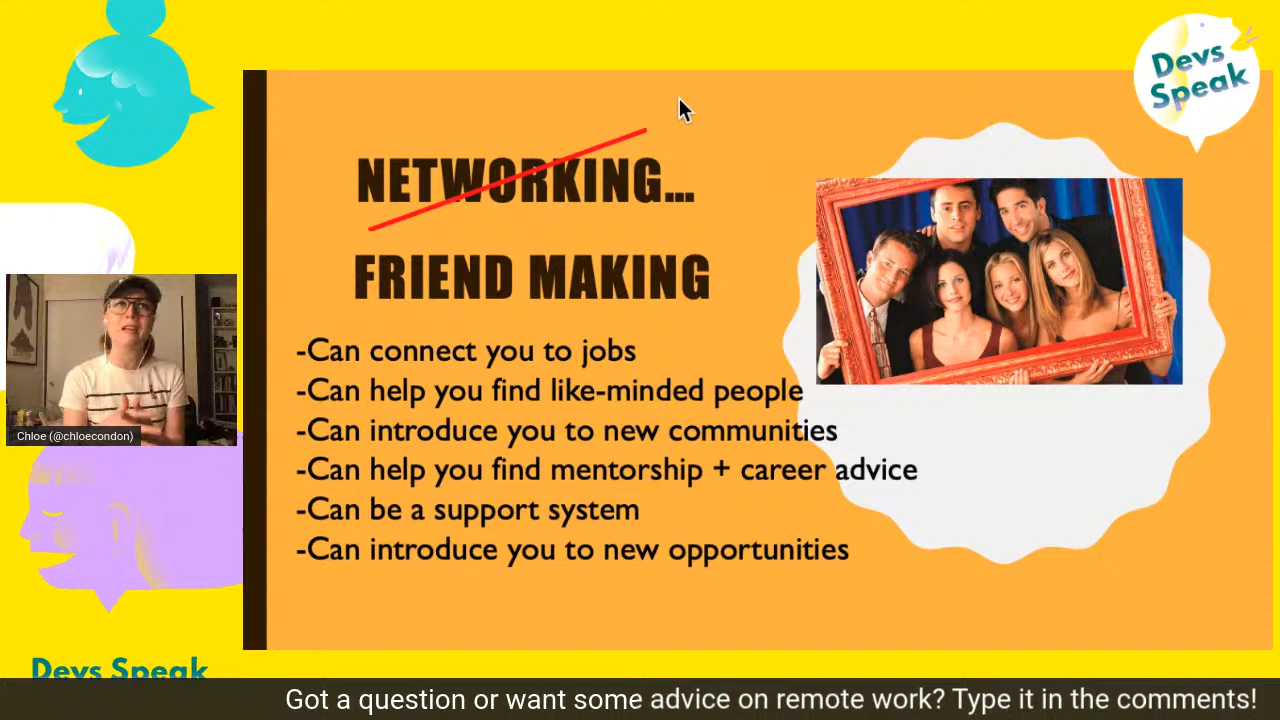 Devs
Speak
NETWORKING...
FRIEND MAKING
-Can connect you to jobs
-Can help you find like-minded people
-Can introduce you to new communities
-Can help you find mentorship + career advice
-Can be a support system
-Can introduce you to new opportunities
Chloe (@chloecondon)
Devs Speak
Got a question or want some advice on remote work? Type it in the comments!